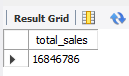 Result Grid
total_sales
16846786